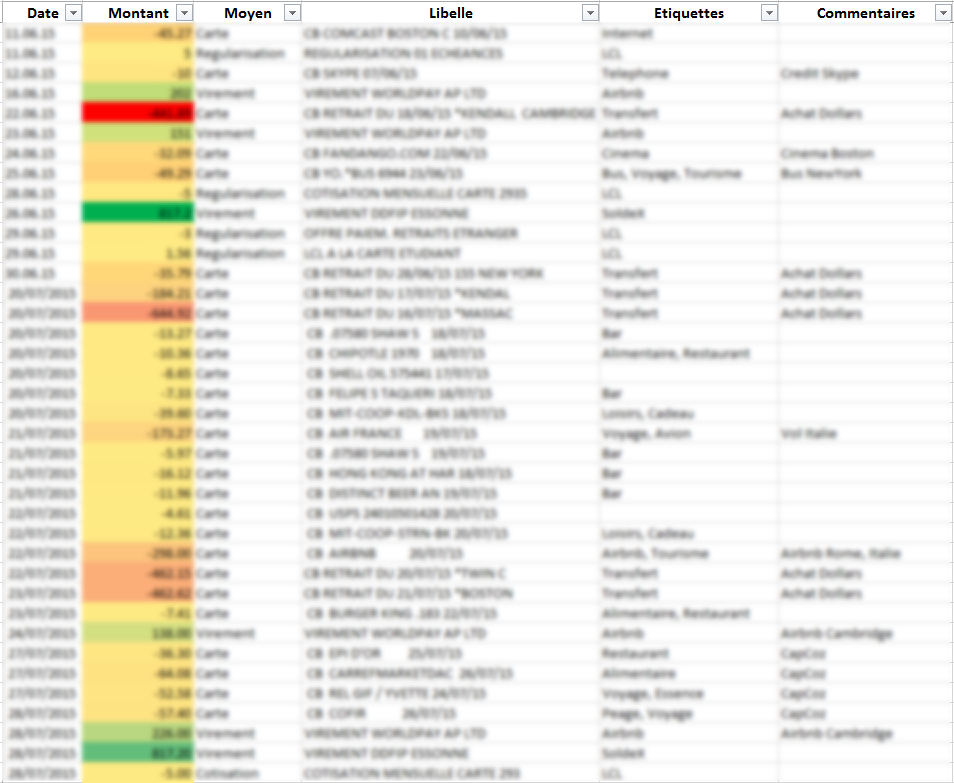 Date Montant Moyen Libelle Etiquettes Commentaires
11.06.15 -45.27 Carte CB COMCAST BOSTON C 10/06/15 Internet
11.06.15 5 Regularisation REGULARISATION 01 ECHEANCES LCL
12.06.15 -10 Carte CB SKYPE 07/06/15 Telephone Credit Skype
16.06.15 202 Virement VIREMENT WORLDPAY AP LTD Airbnb
22.06.15 Carte CB RETRAIT DU 18/06/15 *KENDALL CAMBRIDGE Transfert Achat Dollars
23.06.15 151 Virement VIREMENT WORLDPAY AP LTD Airbnb
24.06.15 -32.09 Carte CB FANDANGO.COM 22/06/15 Cinema Cinema Boston
25.06.15 -49.29 Carte CB YO.*BUS 6944 23/06/15 Bus, Voyage, Tourisme Bus NewYork
28.06.15 -5 Regularisation COTISATION MENSUELLE CARTE 2935 LCL
28.06.15 817.2 Virement VIREMENT DDFIP ESSONNE SoldeX
29.06.15 -3 Regularisation OFFRE PAIEM. RETRAITS ETRANGER LCL
29.06.15 1.56 Regularisation LCL A LA CARTE ETUDIANT LCL
30.06.15 -35.79 Carte CB RETRAIT DU 28/06/15 155 NEW YORK Transfert Achat Dollars
20/07/2015 -184.21 Carte CB RETRAIT DU 17/07/15 *KENDAL Transfert Achat Dollars
20/07/2015 -644.92 Carte CB RETRAIT DU 16/07/15 *MASSAC Transfert Achat Dollars
20/07/2015 -13.27 Carte CB .07580 SHAW S 18/07/15 Bar
20/07/2015 -10.36 Carte CB CHIPOTLE 1970 18/07/15 Alimentaire, Restaurant
20/07/2015 -8.65 Carte CB SHELL OIL 575441 17/07/15
20/07/2015 -7.33 Carte CB FELIPE S TAQUERI 18/07/15 Bar
20/07/2015 -39.60 Carte CB MIT-COOP-KDL-BKS 18/07/15 Loisirs, Cadeau
21/07/2015 -173.27 Carte CB AIR FRANCE 19/07/15 Voyage, Avion Vol Italie
21/07/2015 -5.97 Carte CB .07580 SHAW S 19/07/15 Bar
21/07/2015 -16.12 Carte CB HONG KONG AT HAR 18/07/15 Bar
21/07/2015 -11.96 Carte CB DISTINCT BEER AN 19/07/15 Bar
22/07/2015 -4.61 Carte CB USPS 24010501428 20/07/15
22/07/2015 -12.36 Carte CB MIT-COOP-STRN-BK 20/07/15 Loisirs, Cadeau
22/07/2015 -298.00 Carte CB AIRBNB 20/07/15 Airbnb, Tourisme Airbnb Rome, Italie
22/07/2015 -462.15 Carte CB RETRAIT DU 20/07/15 *TWIN C Transfert Achat Dollars
23/07/2015 -462.62 Carte CB RETRAIT DU 21/07/15 *BOSTON Transfert Achat Dollars
23/07/2015 -7.41 Carte CB BURGER KING .183 22/07/15 Alimentaire, Restaurant
24/07/2015 138.00 Virement VIREMENT WORLDPAY AP LTD Airbnb Airbnb Cambridge
27/07/2015 -36.30 Carte CB EPI D'OR 25/07/15 Restaurant CapCoz
27/07/2015 -64.08 Carte CB CARREFMARKETDAC 26/07/15 Alimentaire CapCoz
27/07/2015 -52.58 Carte CB REL GIF / YVETTE 24/07/15 Voyage, Essence CapCoz
28/07/2015 -57.40 Carte CB COFIR 26/07/15 Peage, Voyage CapCoz
28/07/2015 226.00 Virement VIREMENT WORLDPAY AP LTD Airbnb Airbnb Cambridge
28/07/2015 817.20 Virement VIREMENT DDFIP ESSONNE SoldeX
28/07/2015 -5.00 Cotisation COTISATION MENSUELLE CARTE 293 LCL